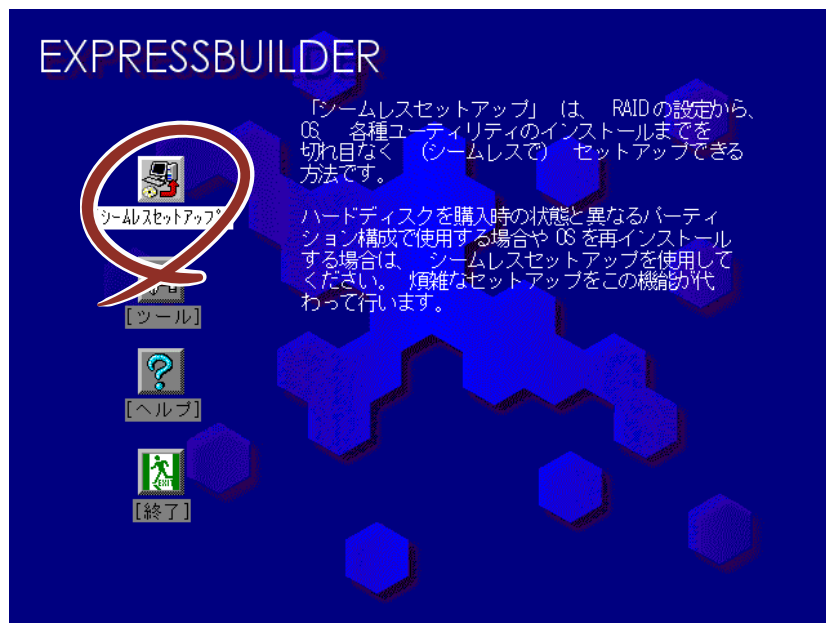 EXPRESSBUILDER
「シームレスセットアップ」 は、 RAIDの設定から、
OS、 各種ユーティリティのインストールまでを
切れ目なく （シームレスで） セットアップできる
方法です。
ハードディスクを購入時の状態と異なるパーティ
ション構成で使用する場合や OS を再インストール
する場合は、 シームレスセットアップを使用して
ください。 煩雑なセットアップをこの機能が代
わって行います。
シームレスセットアップ
[ツール]
[ヘルプ]
EXIT
[終了]